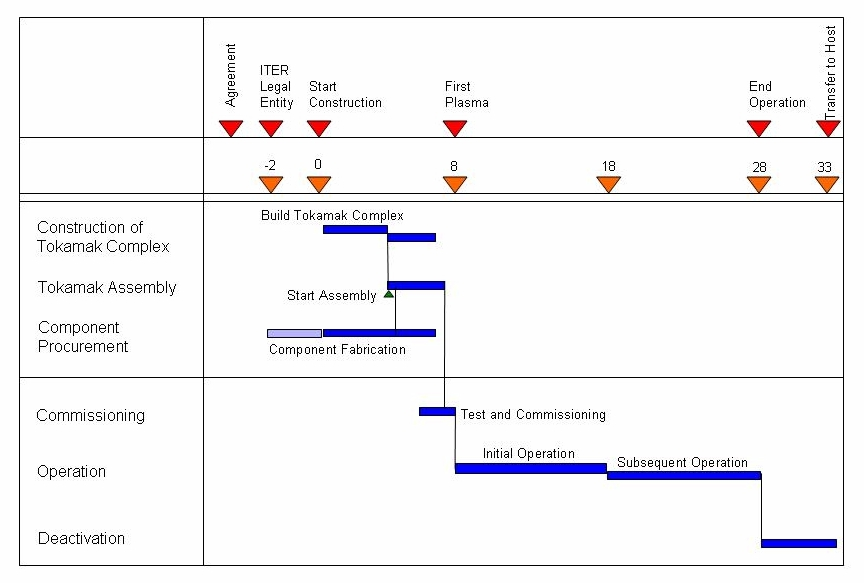 Agreement
ITER
Legal
Entity
Start
Construction
First
Plasma
End
Operation
Transfer to Host
-2
0
8
18
28
33
Construction of
Tokamak Complex
Build Tokamak Complex
Tokamak Assembly
Start Assembly
Component
Procurement
Component Fabrication
Commissioning
Test and Commissioning
Operation
Initial Operation
Subsequent Operation
Deactivation